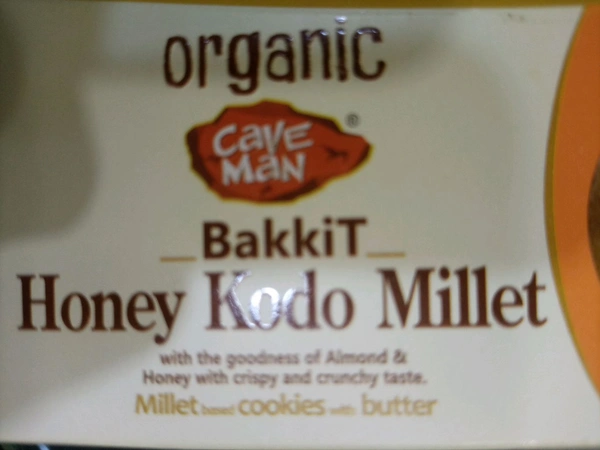 organic
CAVE
MAN
®
BakkiT
Honey Kodo Millet
with the goodness of Almond &
Honey with crispy and crunchy taste.
Millet based cookies with butter